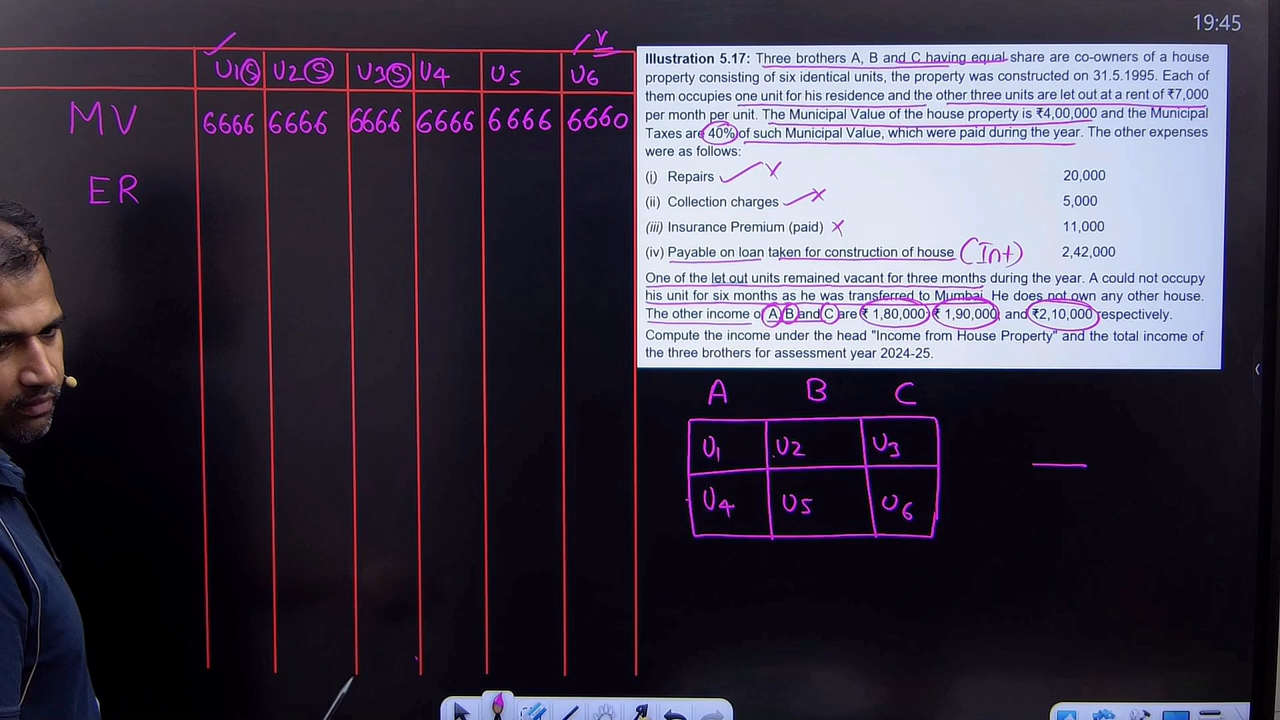 19:45
U1 S U2 S U3 S U4 U5 U6 V
MV 6666 6666 6666 6666 6666 6660
ER
Illustration 5.17: Three brothers A, B and C having equal share are co-owners of a house
property consisting of six identical units, the property was constructed on 31.5.1995. Each of
them occupies one unit for his residence and the other three units are let out at a rent of ₹7,000
per month per unit. The Municipal Value of the house property is ₹4,00,000 and the Municipal
Taxes are 40% of such Municipal Value, which were paid during the year. The other expenses
were as follows:
(i) Repairs X 20,000
(ii) Collection charges X 5,000
(iii) Insurance Premium (paid) X 11,000
(iv) Payable on loan taken for construction of house (Int) 2,42,000
One of the let out units remained vacant for three months during the year. A could not occupy
his unit for six months as he was transferred to Mumbai. He does not own any other house.
The other income of A, B and C are ₹ 1,80,000, ₹ 1,90,000, and ₹2,10,000 respectively.
Compute the income under the head "Income from House Property" and the total income of
the three brothers for assessment year 2024-25.
A B C
U1 U2 U3
U4 U5 U6